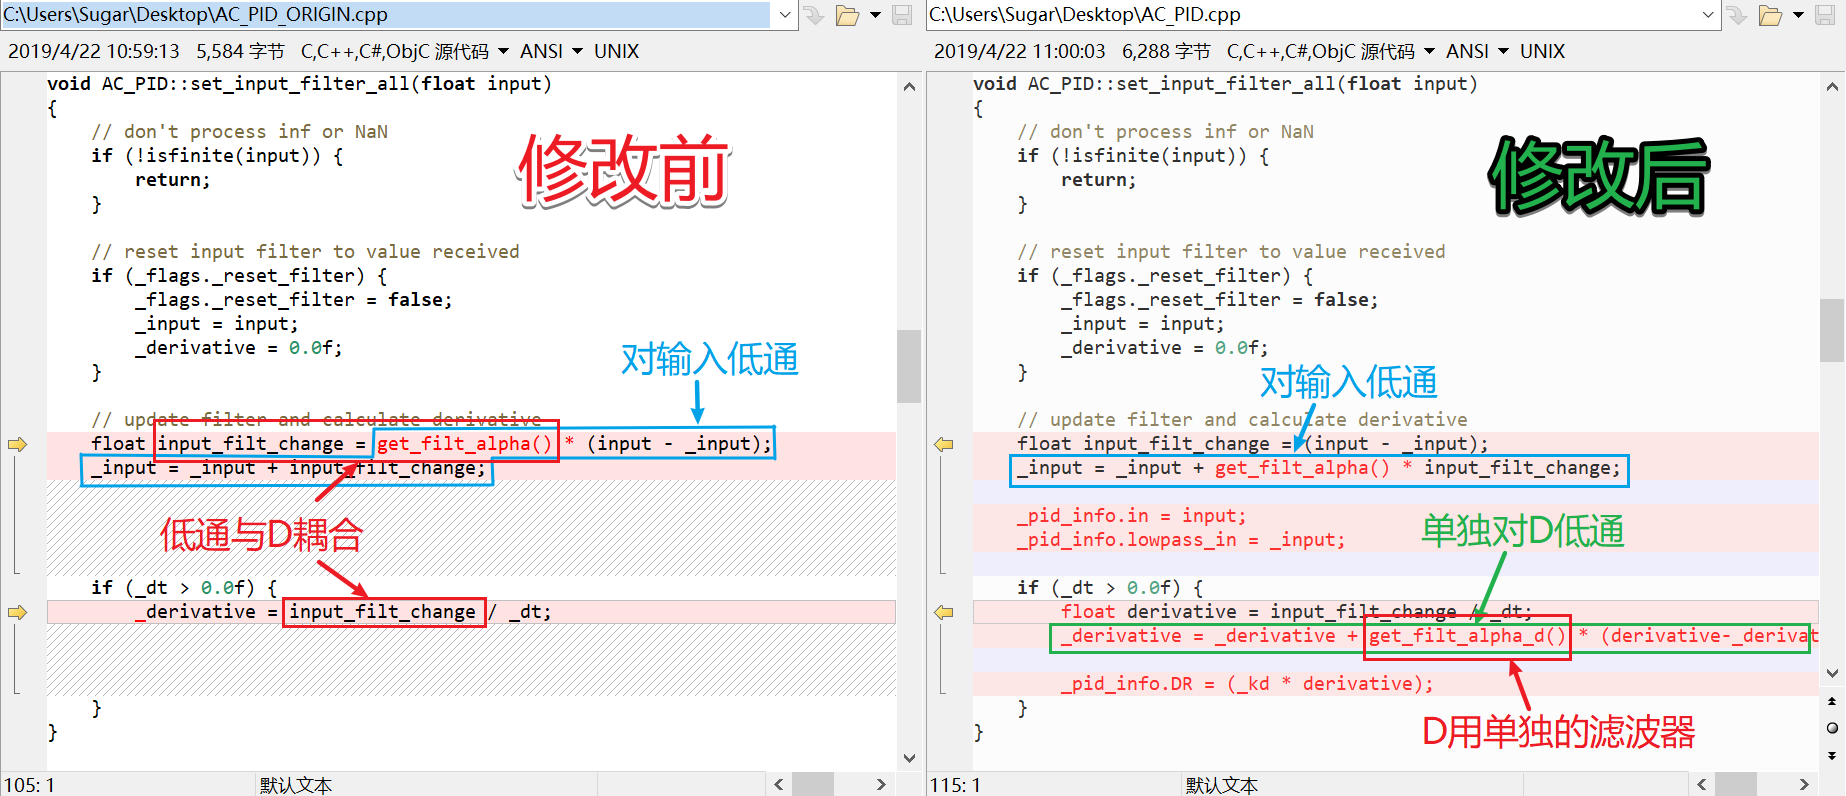 C:\Users\Sugar\Desktop\AC_PID_ORIGIN.cpp
2019/4/22 10:59:13 5,584 字节 C,C++,C#,ObjC 源代码 ANSI UNIX
void AC_PID::set_input_filter_all(float input)
{
// don't process inf or NaN
if (!isfinite(input)) {
return;
}
修改前
// reset input filter to value received
if (_flags._reset_filter) {
_flags._reset_filter = false;
_input = input;
_derivative = 0.0f;
}
对输入低通
// update filter and calculate derivative
float input_filt_change = get_filt_alpha() * (input - _input);
_input = _input + input_filt_change;
低通与D耦合
if (_dt > 0.0f) {
_derivative = input_filt_change / _dt;
}
}
105: 1 默认文本
C:\Users\Sugar\Desktop\AC_PID.cpp
2019/4/22 11:00:03 6,288 字节 C,C++,C#,ObjC 源代码 ANSI UNIX
void AC_PID::set_input_filter_all(float input)
{
// don't process inf or NaN
if (!isfinite(input)) {
return;
}
修改后
// reset input filter to value received
if (_flags._reset_filter) {
_flags._reset_filter = false;
_input = input;
_derivative = 0.0f;
}
对输入低通
// update filter and calculate derivative
float input_filt_change = (input - _input);
_input = _input + get_filt_alpha() * input_filt_change;
_pid_info.in = input;
_pid_info.lowpass_in = _input;
单独对D低通
if (_dt > 0.0f) {
float derivative = input_filt_change / _dt;
_derivative = _derivative + get_filt_alpha_d() * (derivative-_derivat
_pid_info.DR = (_kd * derivative);
}
D用单独的滤波器
}
115: 1 默认文本